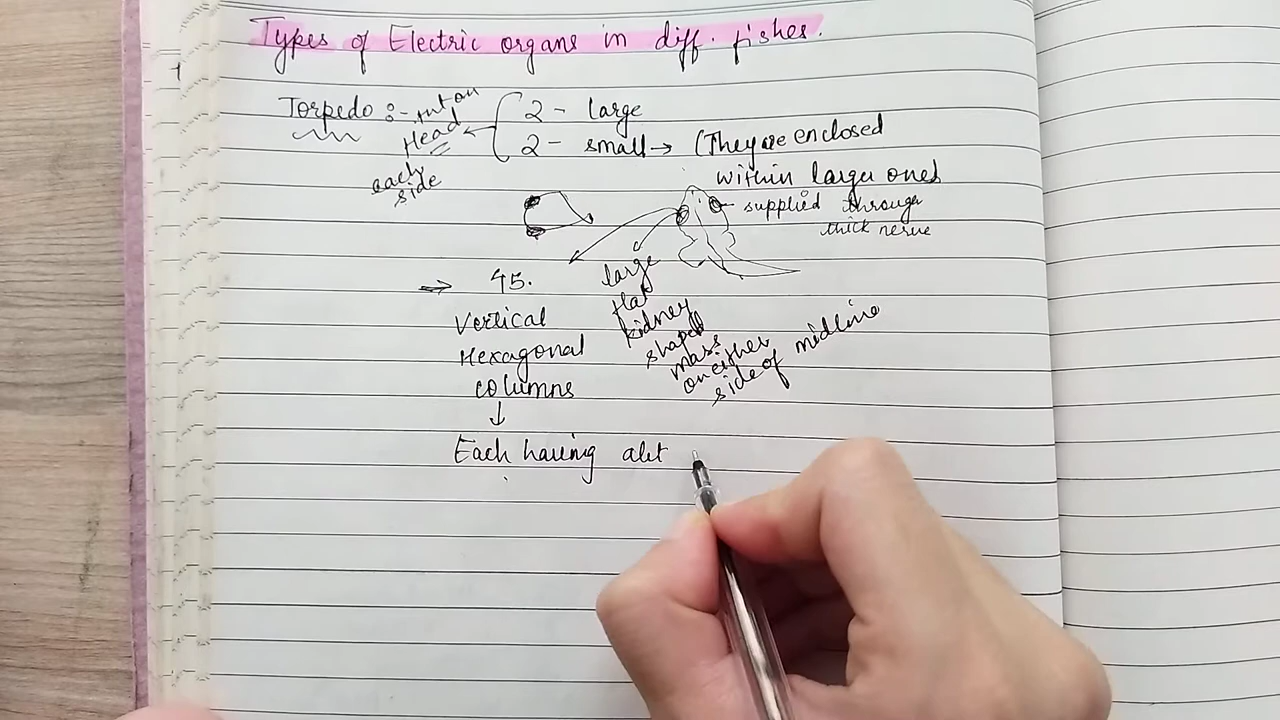 Types of Electric organs in diff. fishes.
Torpedo :- on
Head
each
side
2 - large
2 - small → (They are enclosed
within larger ones
supplied through
thick nerve
⇒ 45.
Vertical
Hexagonal
columns
↓
Each having abt
large
flat
kidney
shaped
mass
on either
side of midline